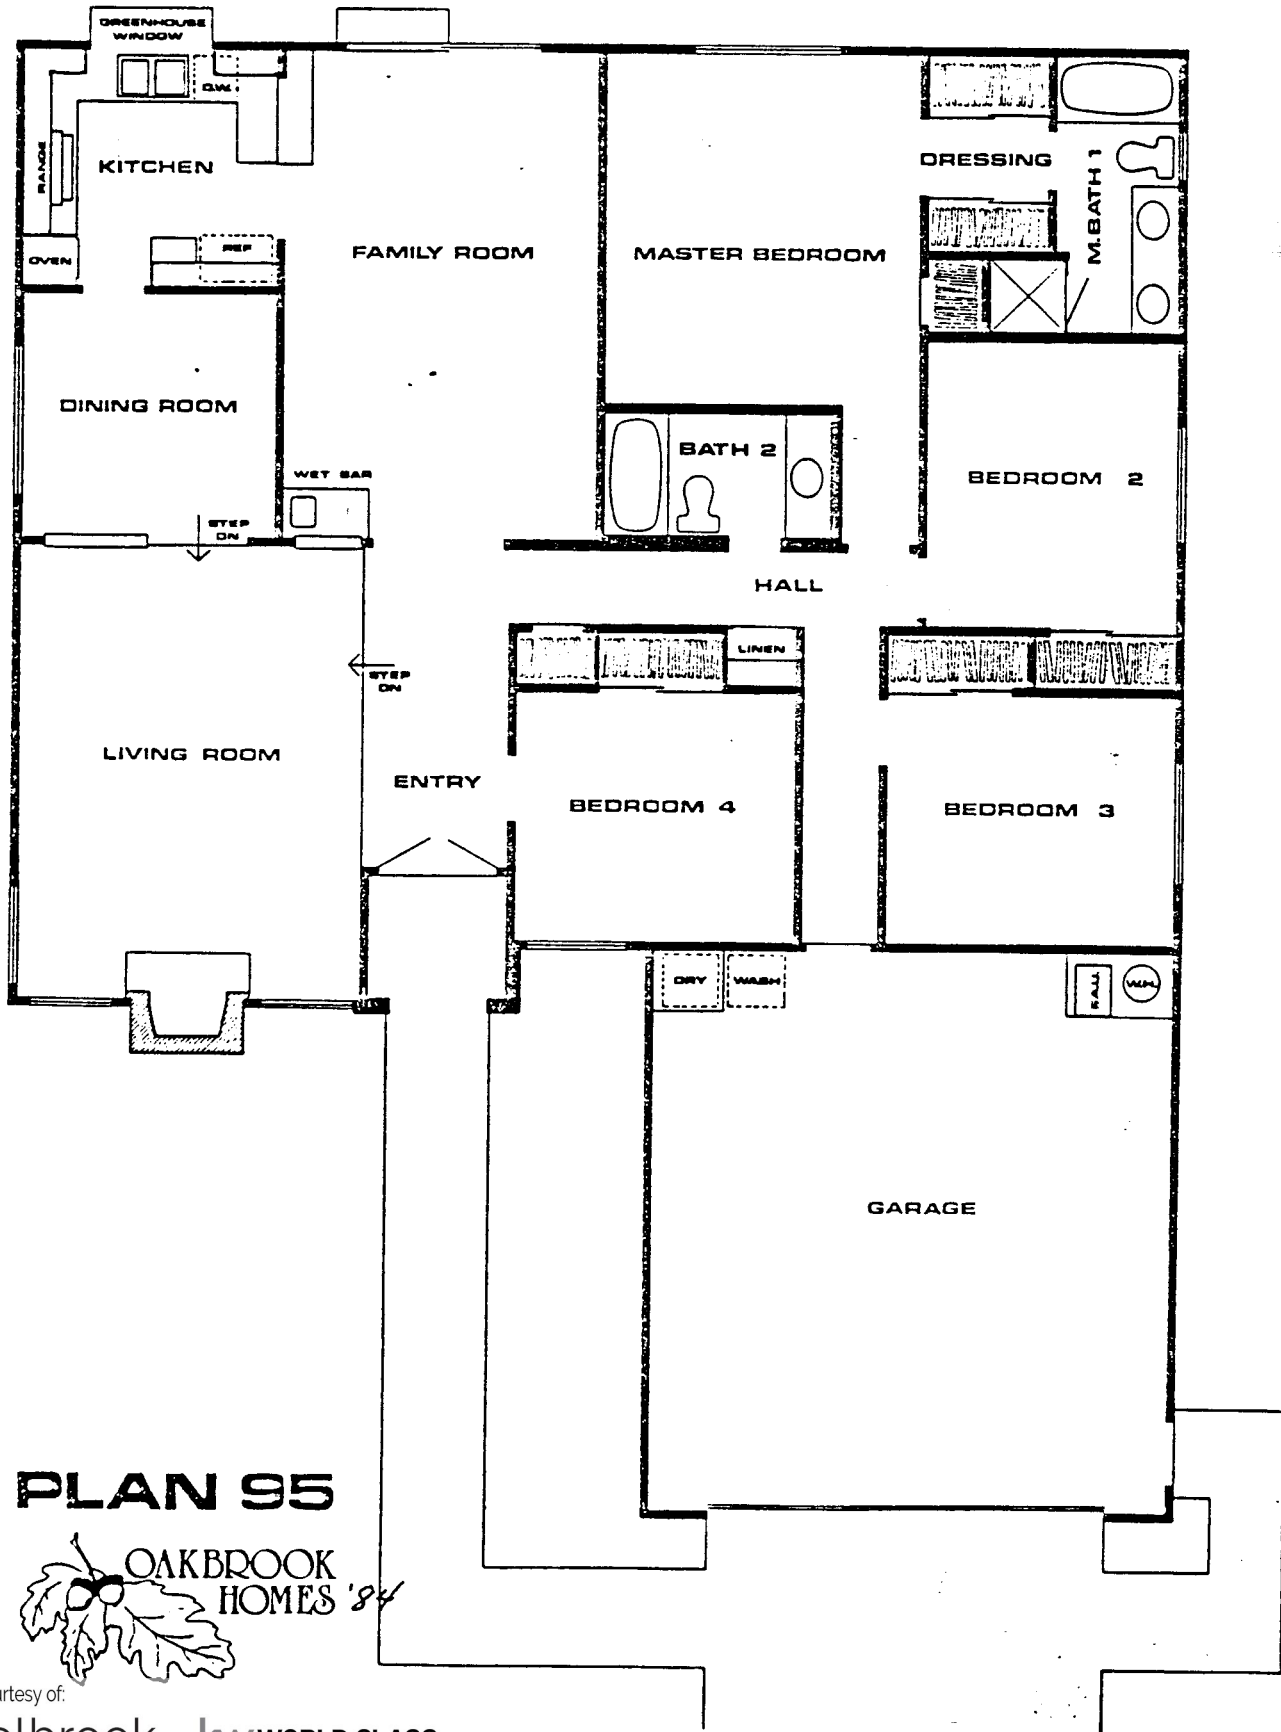 GREENHOUSE
WINDOW
D.W.
RANGE
KITCHEN
OVEN
REF
FAMILY ROOM
MASTER BEDROOM
DRESSING
M.BATH 1
DINING ROOM
WET BAR
STEP
DN
BATH 2
BEDROOM 2
HALL
LINEN
STEP
DN
LIVING ROOM
ENTRY
BEDROOM 4
BEDROOM 3
DRY
WASH
F.A.U.
W.H.
GARAGE
PLAN 95
OAKBROOK
HOMES '84
rtesy of: